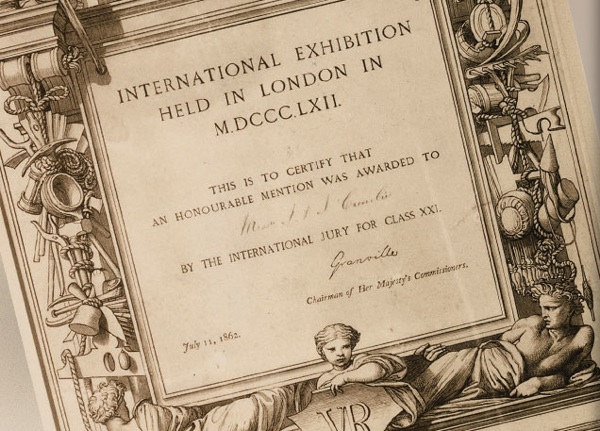 INTERNATIONAL EXHIBITION
HELD IN LONDON IN
M.DCCC.LXII.
THIS IS TO CERTIFY THAT
AN HONOURABLE MENTION WAS AWARDED TO
BY THE INTERNATIONAL JURY FOR CLASS XXI.
Granville
Chairman of Her Majesty's Commissioners.
July 11, 1862.
VR